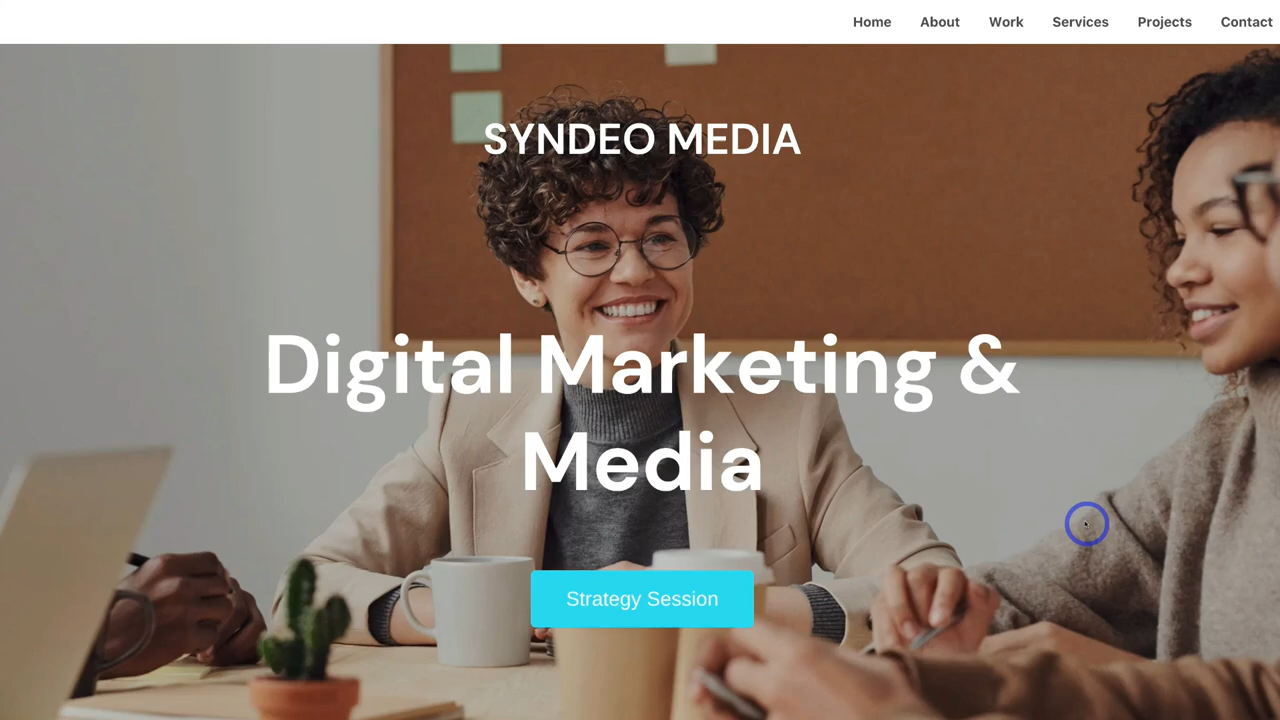 Home About Work Services Projects Contact
SYNDEO MEDIA
Digital Marketing &
Media
Strategy Session